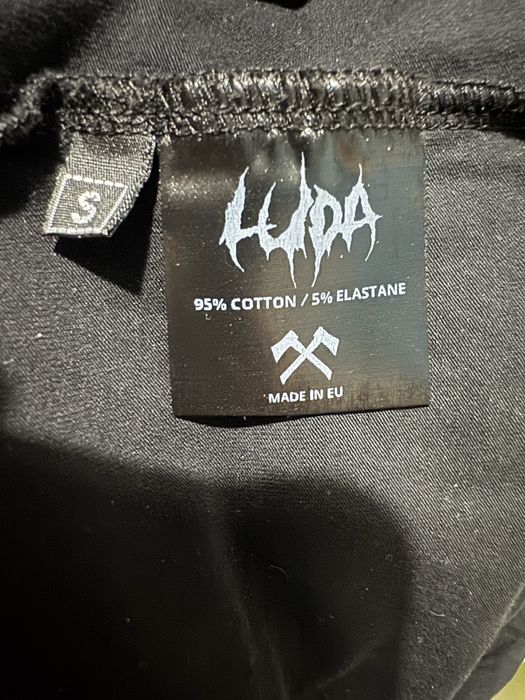 S
LUDA
95% COTTON / 5% ELASTANE
MADE IN EU